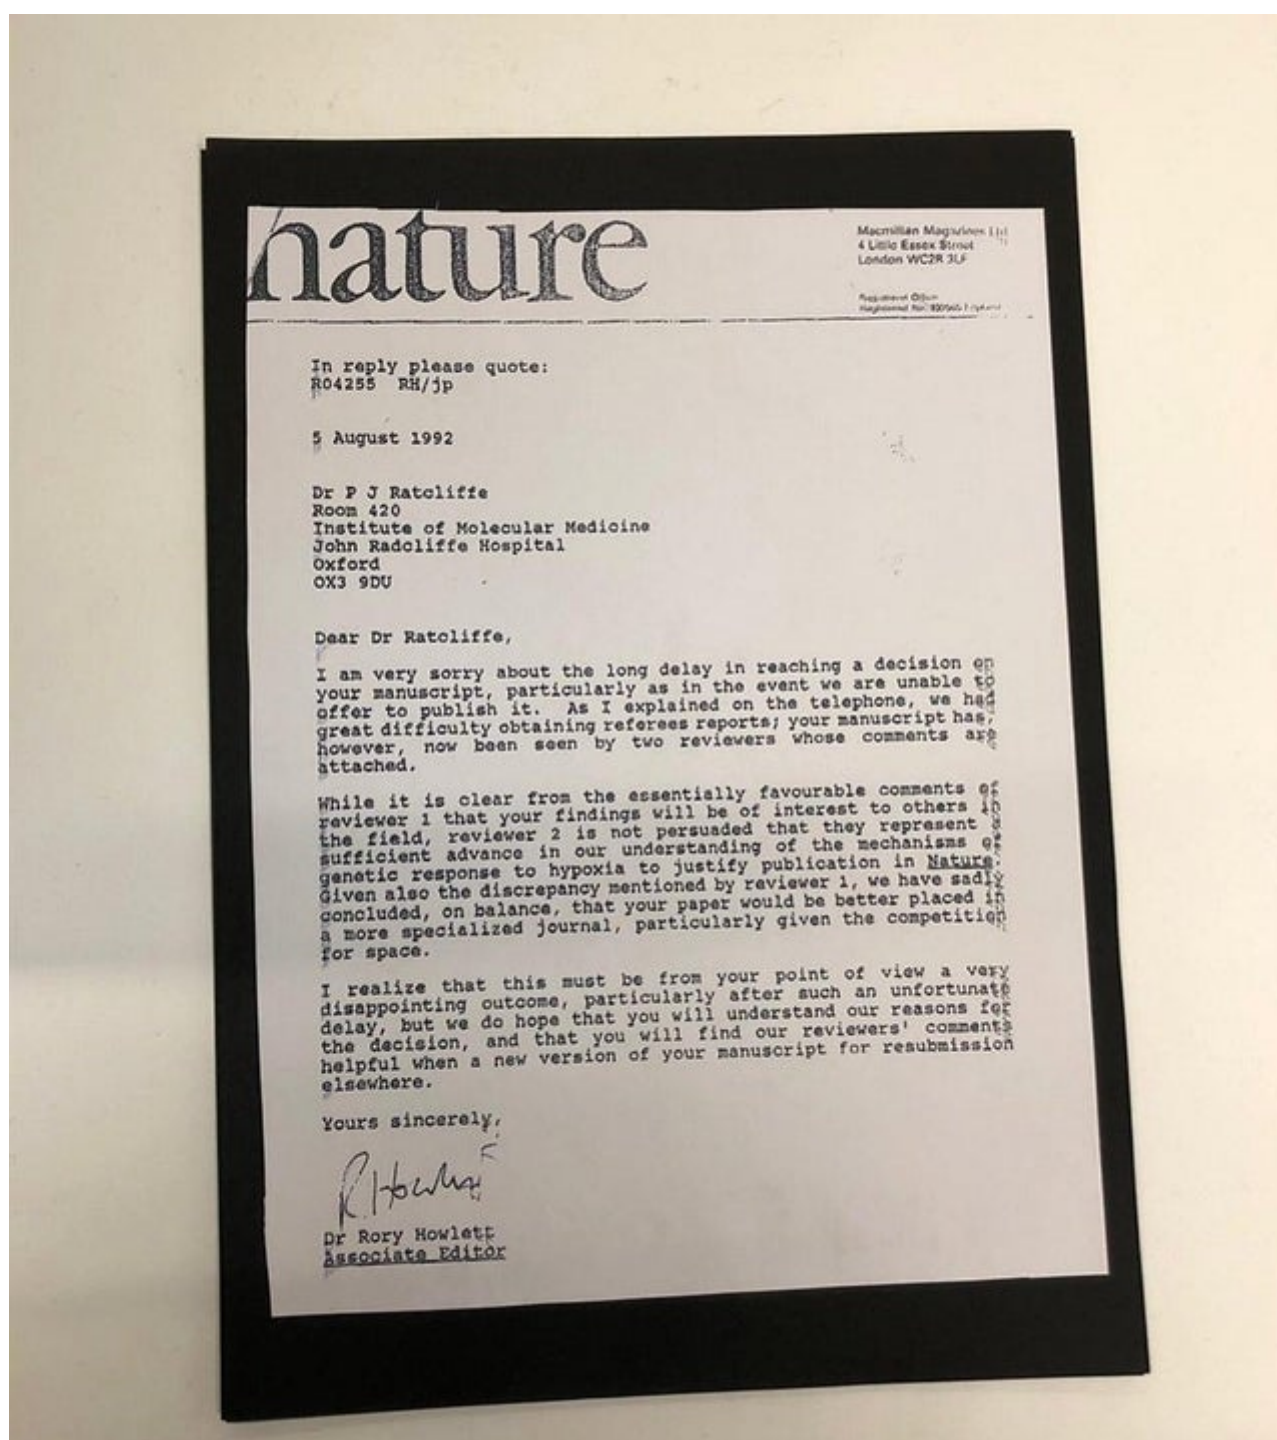 nature
Macmillan Magazines Ltd
4 Little Essex Street
London WC2R 3LF
Registered Office
Registered No.
In reply please quote:
R04255 RH/jp
5 August 1992
Dr P J Ratcliffe
Room 420
Institute of Molecular Medicine
John Radcliffe Hospital
Oxford
OX3 9DU
Dear Dr Ratcliffe,
I am very sorry about the long delay in reaching a decision on
your manuscript, particularly as in the event we are unable to
offer to publish it. As I explained on the telephone, we had
great difficulty obtaining referees reports; your manuscript has,
however, now been seen by two reviewers whose comments are
attached.
While it is clear from the essentially favourable comments of
reviewer 1 that your findings will be of interest to others in
the field, reviewer 2 is not persuaded that they represent a
sufficient advance in our understanding of the mechanisms of
genetic response to hypoxia to justify publication in Nature.
Given also the discrepancy mentioned by reviewer 1, we have sadly
concluded, on balance, that your paper would be better placed in
a more specialized journal, particularly given the competition
for space.
I realize that this must be from your point of view a very
disappointing outcome, particularly after such an unfortunate
delay, but we do hope that you will understand our reasons for
the decision, and that you will find our reviewers' comments
helpful when a new version of your manuscript for resubmission
elsewhere.
Yours sincerely,
R. Howlett
Dr Rory Howlett
Associate Editor